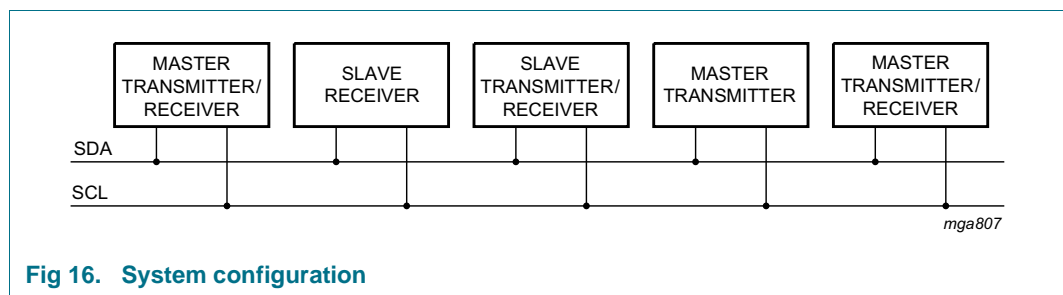 MASTER
TRANSMITTER/
RECEIVER
SLAVE
RECEIVER
SLAVE
TRANSMITTER/
RECEIVER
MASTER
TRANSMITTER
MASTER
TRANSMITTER/
RECEIVER
SDA
SCL
mga807
Fig 16. System configuration